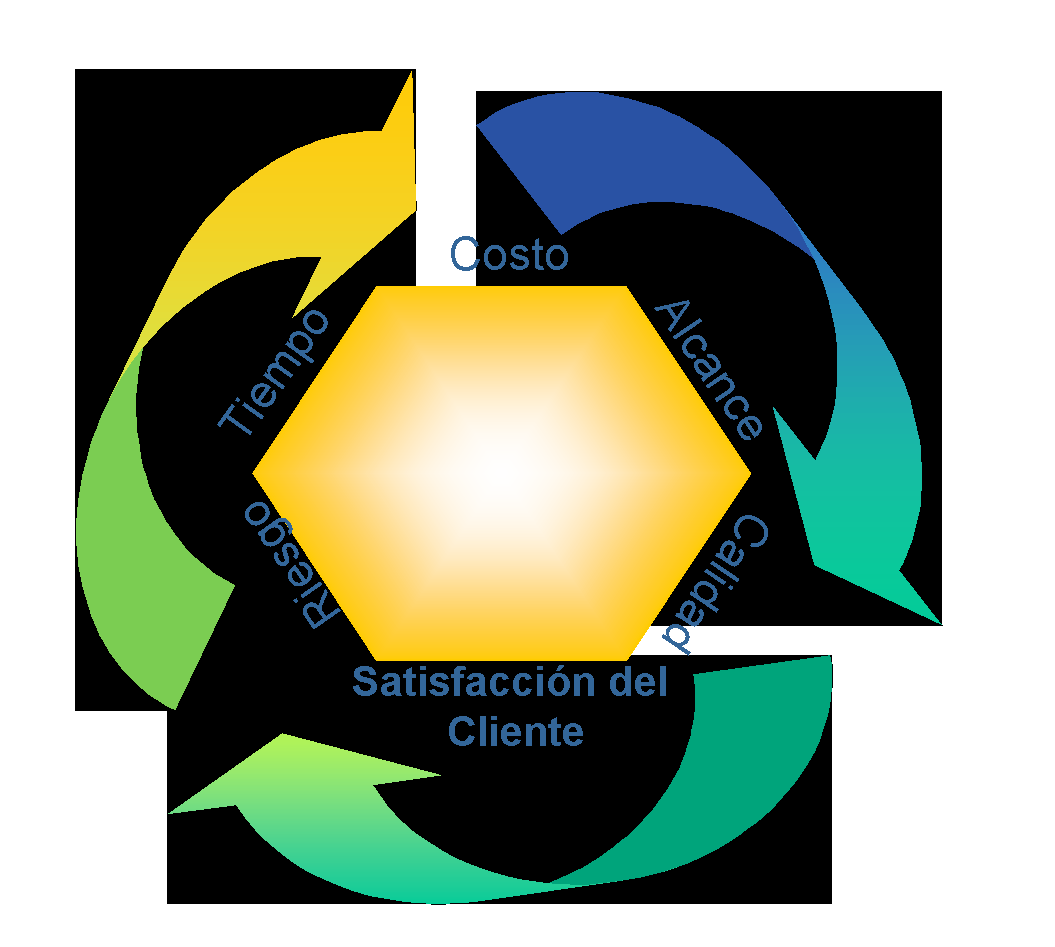 Costo
Alcance
Tiempo
Riesgo
Calidad
Satisfacción del
Cliente